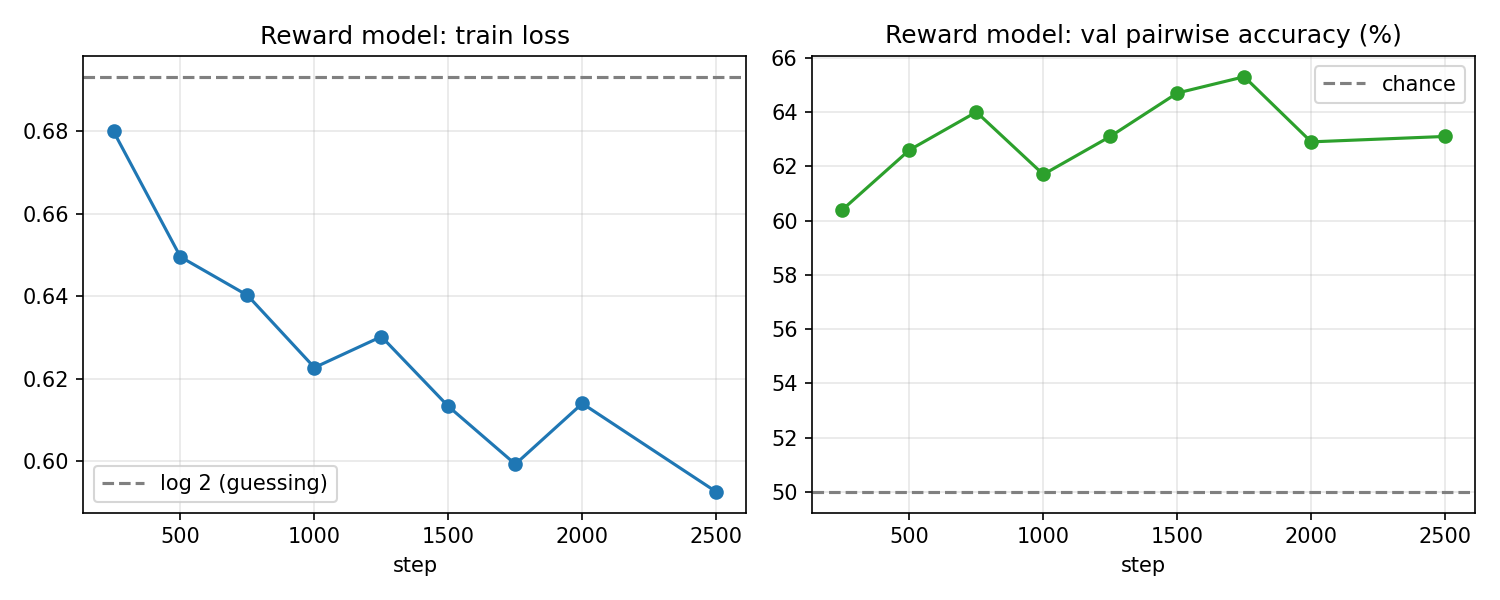 Reward model: train loss
0.68
0.66
0.64
0.62
0.60
log 2 (guessing)
500 1000 1500 2000 2500
step
Reward model: val pairwise accuracy (%)
66
64
62
60
58
56
54
52
50
chance
500 1000 1500 2000 2500
step